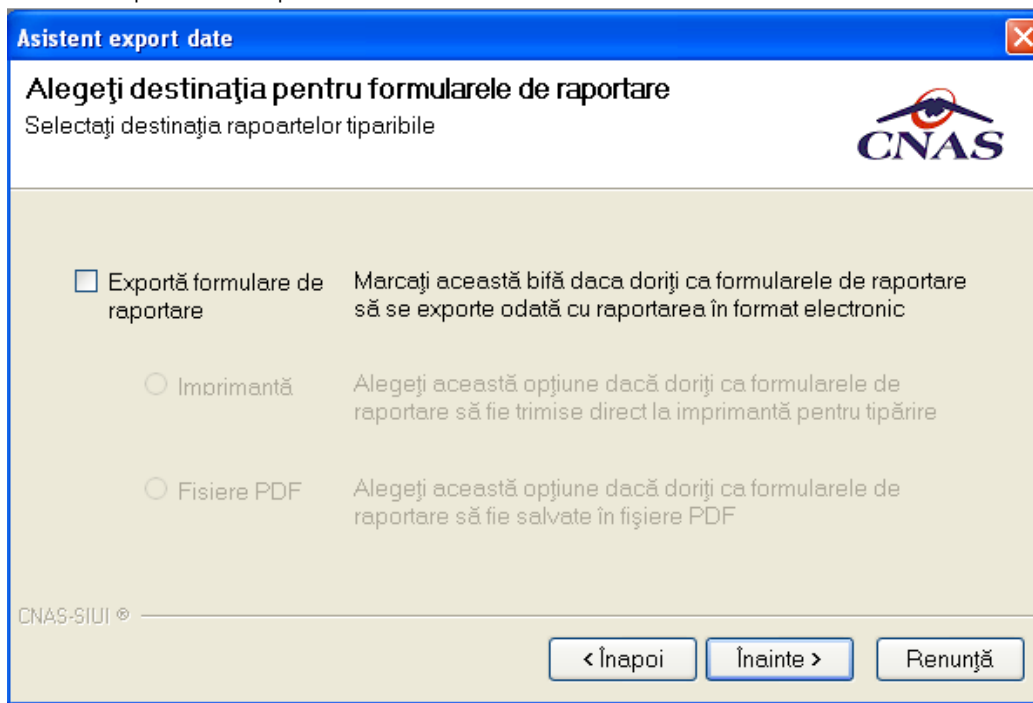 Asistent export date
Alegeţi destinaţia pentru formularele de raportare
Selectaţi destinaţia rapoartelor tiparibile
CNAS
Exportă formulare de
raportare
Marcaţi această bifă daca doriţi ca formularele de raportare
să se exporte odată cu raportarea în format electronic
Imprimantă
Alegeţi această opţiune dacă doriţi ca formularele de
raportare să fie trimise direct la imprimantă pentru tipărire
Fisiere PDF
Alegeţi această opţiune dacă doriţi ca formularele de
raportare să fie salvate în fişiere PDF
CNAS-SIUI ®
< Înapoi
Înainte >
Renunţă